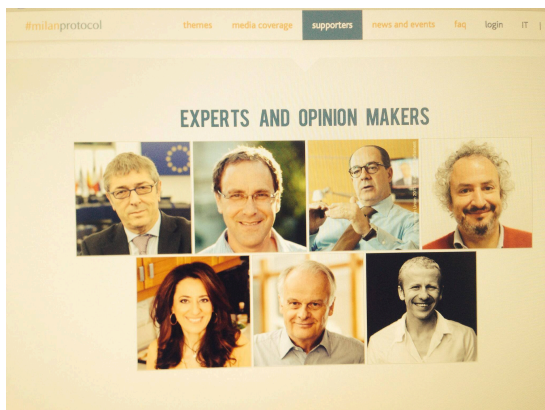 #milanprotocol themes media coverage supporters news and events faq login IT |
EXPERTS AND OPINION MAKERS